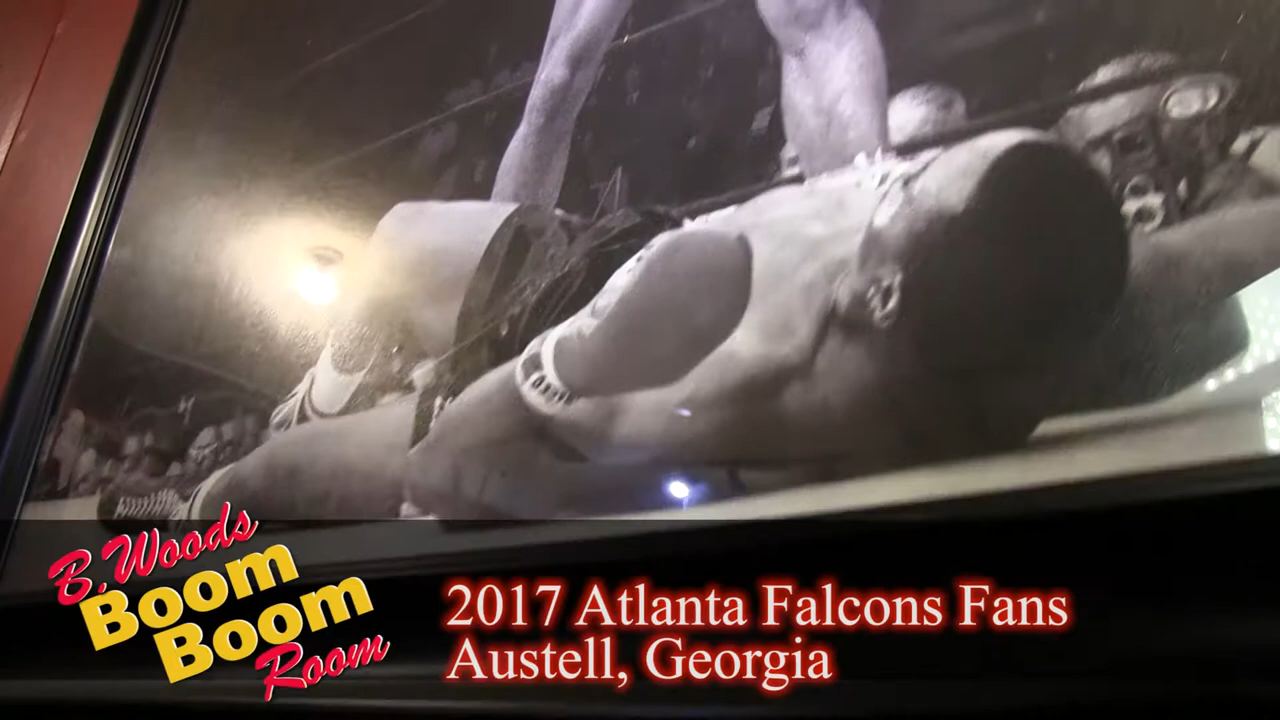 B. Woods
Boom
Boom
Room
2017 Atlanta Falcons Fans
Austell, Georgia